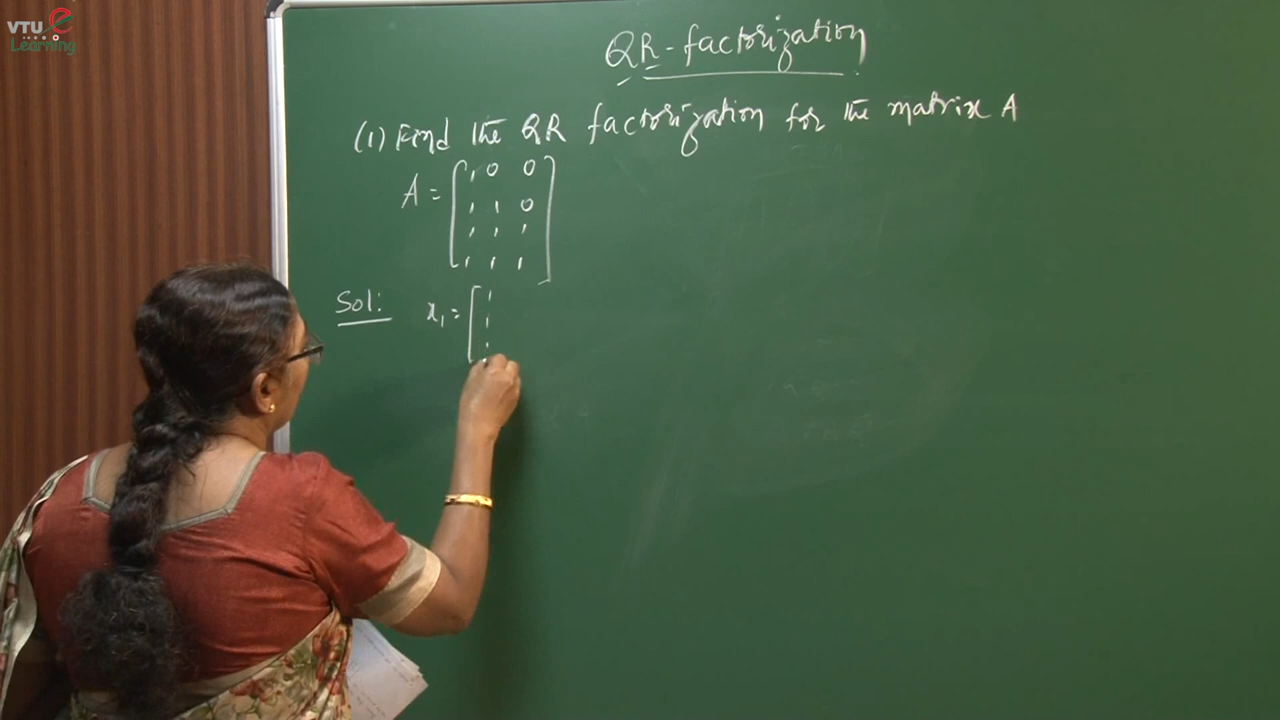 VTU e
Learning
QR-factorization
(1) Find the QR factorization for the matrix A
A = [ 1 0 0
1 1 0
1 1 1
1 1 1 ]
Sol:
x₁ = [ 1
1
1